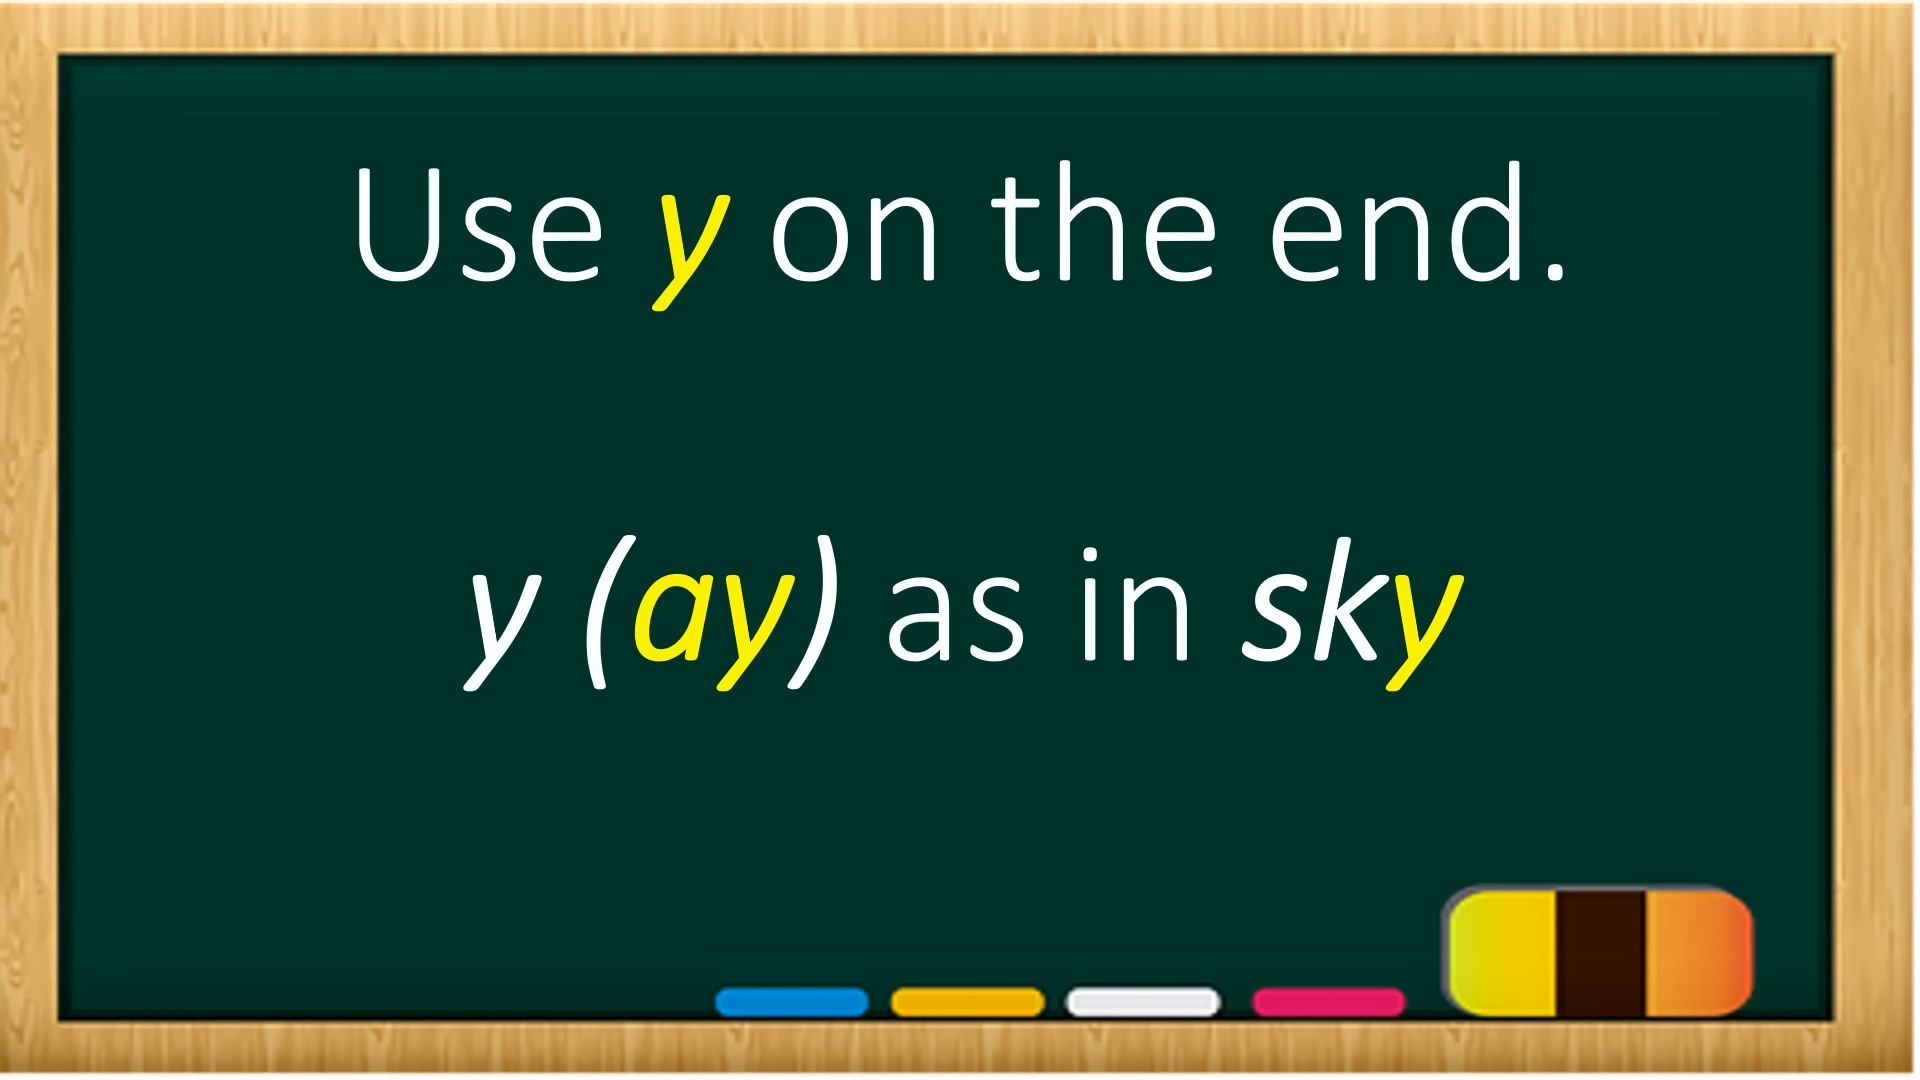 Use y on the end.
y (ay) as in sky